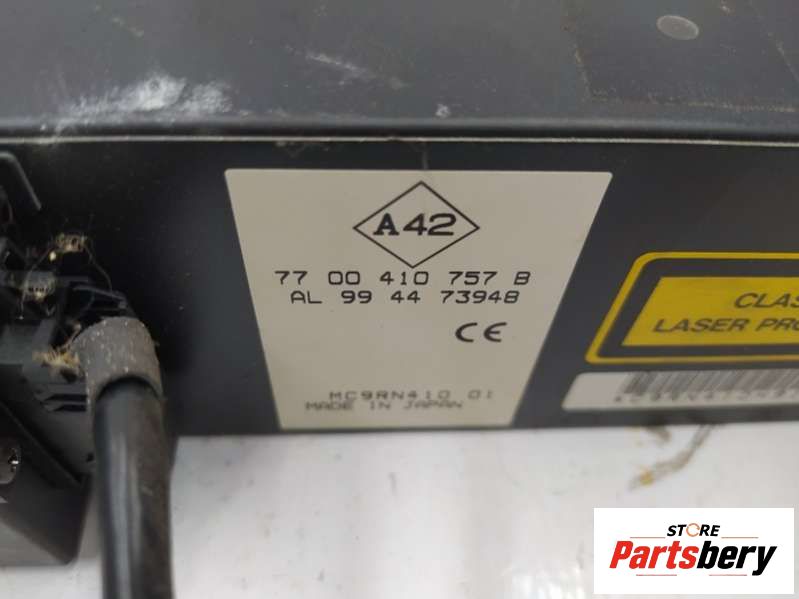 A42
77 00 410 757 B
AL 99 44 73948
CE
MC9RN410 01
MADE IN JAPAN
CLAS
LASER PRO
STORE
Partsbery